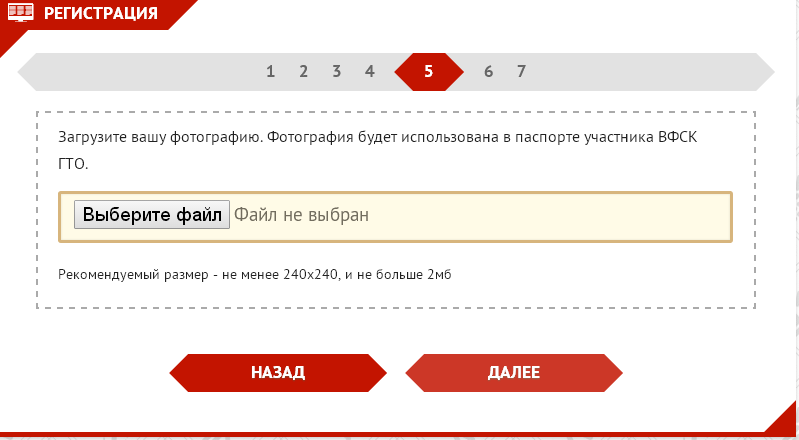 РЕГИСТРАЦИЯ
1 2 3 4 5 6 7
Загрузите вашу фотографию. Фотография будет использована в паспорте участника ВФСК
ГТО.
Выберите файл Файл не выбран
Рекомендуемый размер - не менее 240x240, и не больше 2мб
НАЗАД ДАЛЕЕ